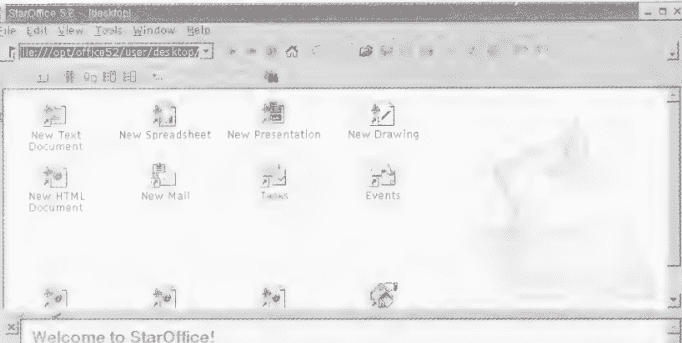 StarOffice 5.2 - [desktop]
File Edit View Tools Window Help
file:///opt/office52/user/desktop/
New Text Document
New Spreadsheet
New Presentation
New Drawing
New HTML Document
New Mail
Tasks
Events
Welcome to StarOffice!